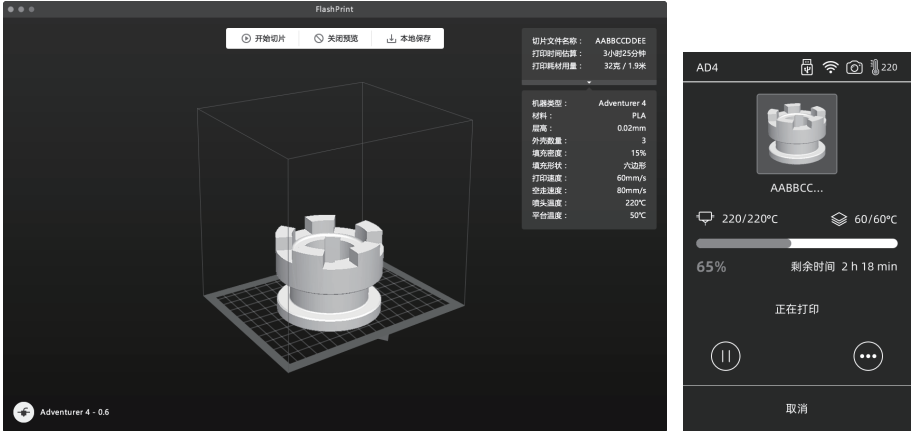 FlashPrint
开始切片 关闭预览 本地保存
切片文件名称： AABBCCDDEE
打印时间估算： 3小时25分钟
打印耗材用量： 32克 / 1.9米
机器类型： Adventurer 4
材料： PLA
层高： 0.02mm
外壳数量： 3
填充密度： 15%
填充形状： 六边形
打印速度： 60mm/s
空走速度： 80mm/s
喷头温度： 220℃
平台温度： 50℃
Adventurer 4 - 0.6
AD4 220
AABBCC...
220/220℃ 60/60℃
65% 剩余时间 2 h 18 min
正在打印
取消